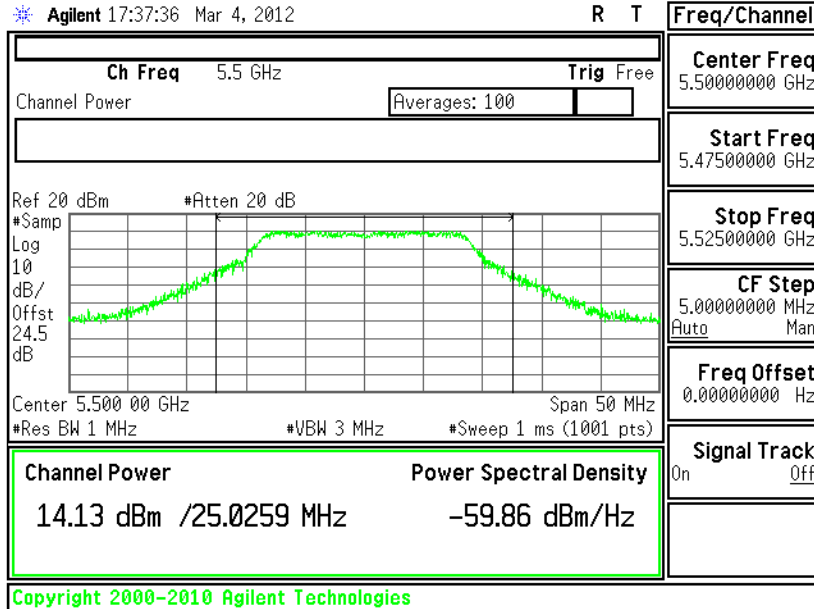 Agilent 17:37:36 Mar 4, 2012 R T
Freq/Channel
Ch Freq 5.5 GHz Trig Free
Channel Power Averages: 100
Center Freq
5.50000000 GHz
Start Freq
5.47500000 GHz
Stop Freq
5.52500000 GHz
CF Step
5.00000000 MHz
Auto Man
Freq Offset
0.00000000 Hz
Signal Track
On Off
Ref 20 dBm #Atten 20 dB
#Samp
Log
10
dB/
Offst
24.5
dB
Center 5.500 00 GHz Span 50 MHz
#Res BW 1 MHz #VBW 3 MHz #Sweep 1 ms (1001 pts)
Channel Power Power Spectral Density
14.13 dBm /25.0259 MHz -59.86 dBm/Hz
Copyright 2000-2010 Agilent Technologies